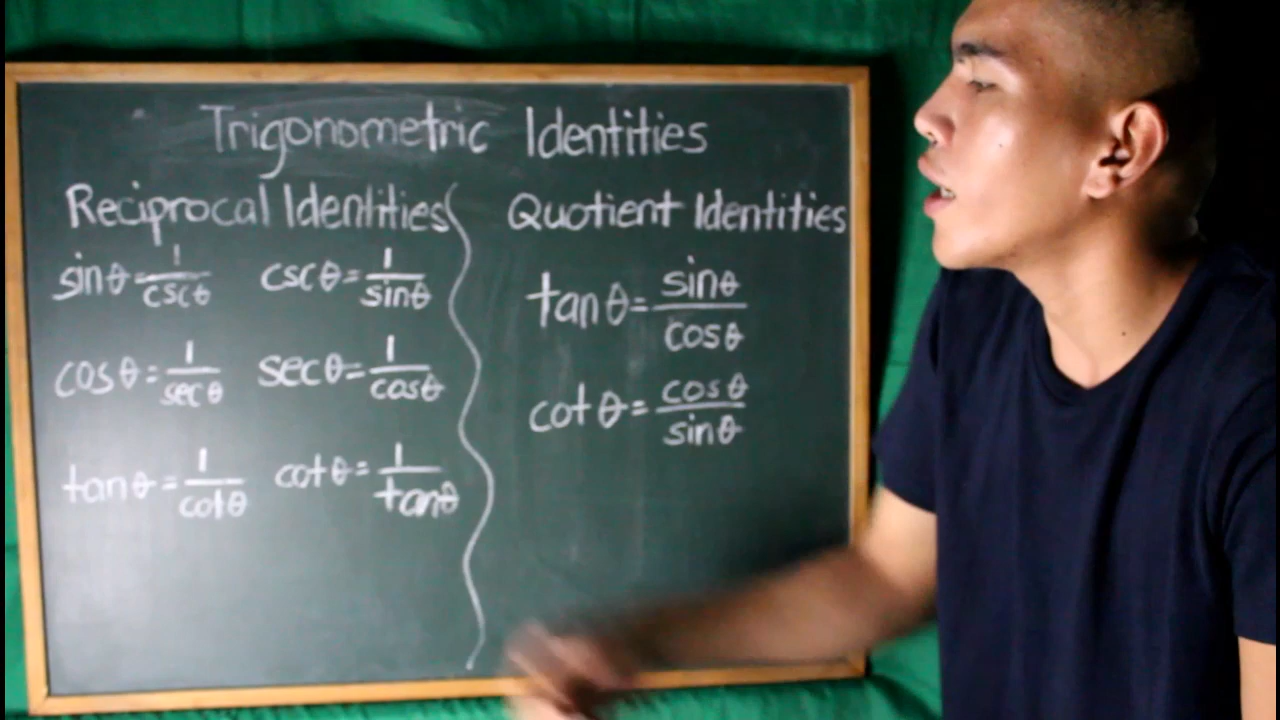 Trigonometric Identities
Reciprocal Identities
sinθ=1/cscθ cscθ=1/sinθ
cosθ=1/secθ secθ=1/cosθ
tanθ=1/cotθ cotθ=1/tanθ
Quotient Identities
tanθ=sinθ/cosθ
cotθ=cosθ/sinθ